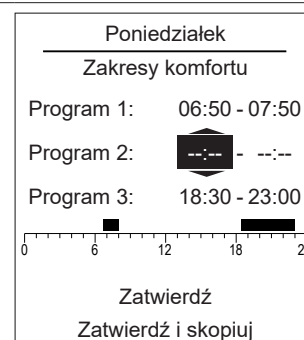 Poniedziałek
Zakresy komfortu
Program 1: 06:50 - 07:50
Program 2: --:-- - --:--
Program 3: 18:30 - 23:00
0 6 12 18 2
Zatwierdź
Zatwierdź i skopiuj